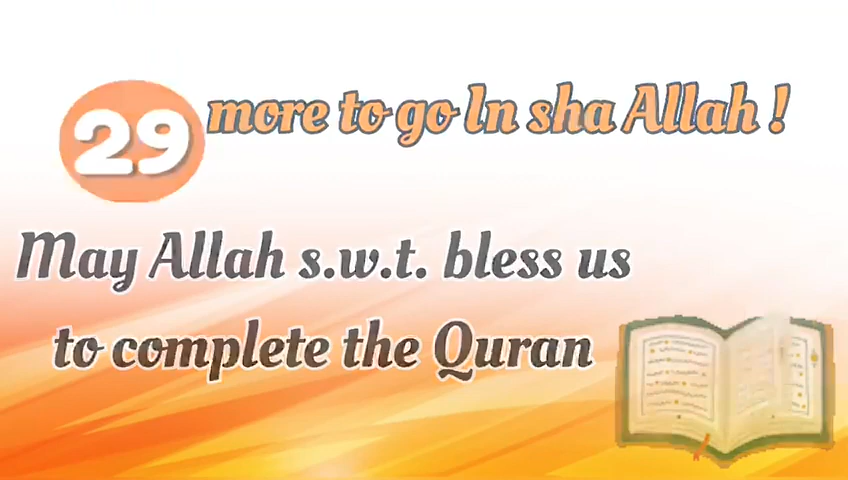 29 more to go In sha Allah !
May Allah s.w.t. bless us
to complete the Quran